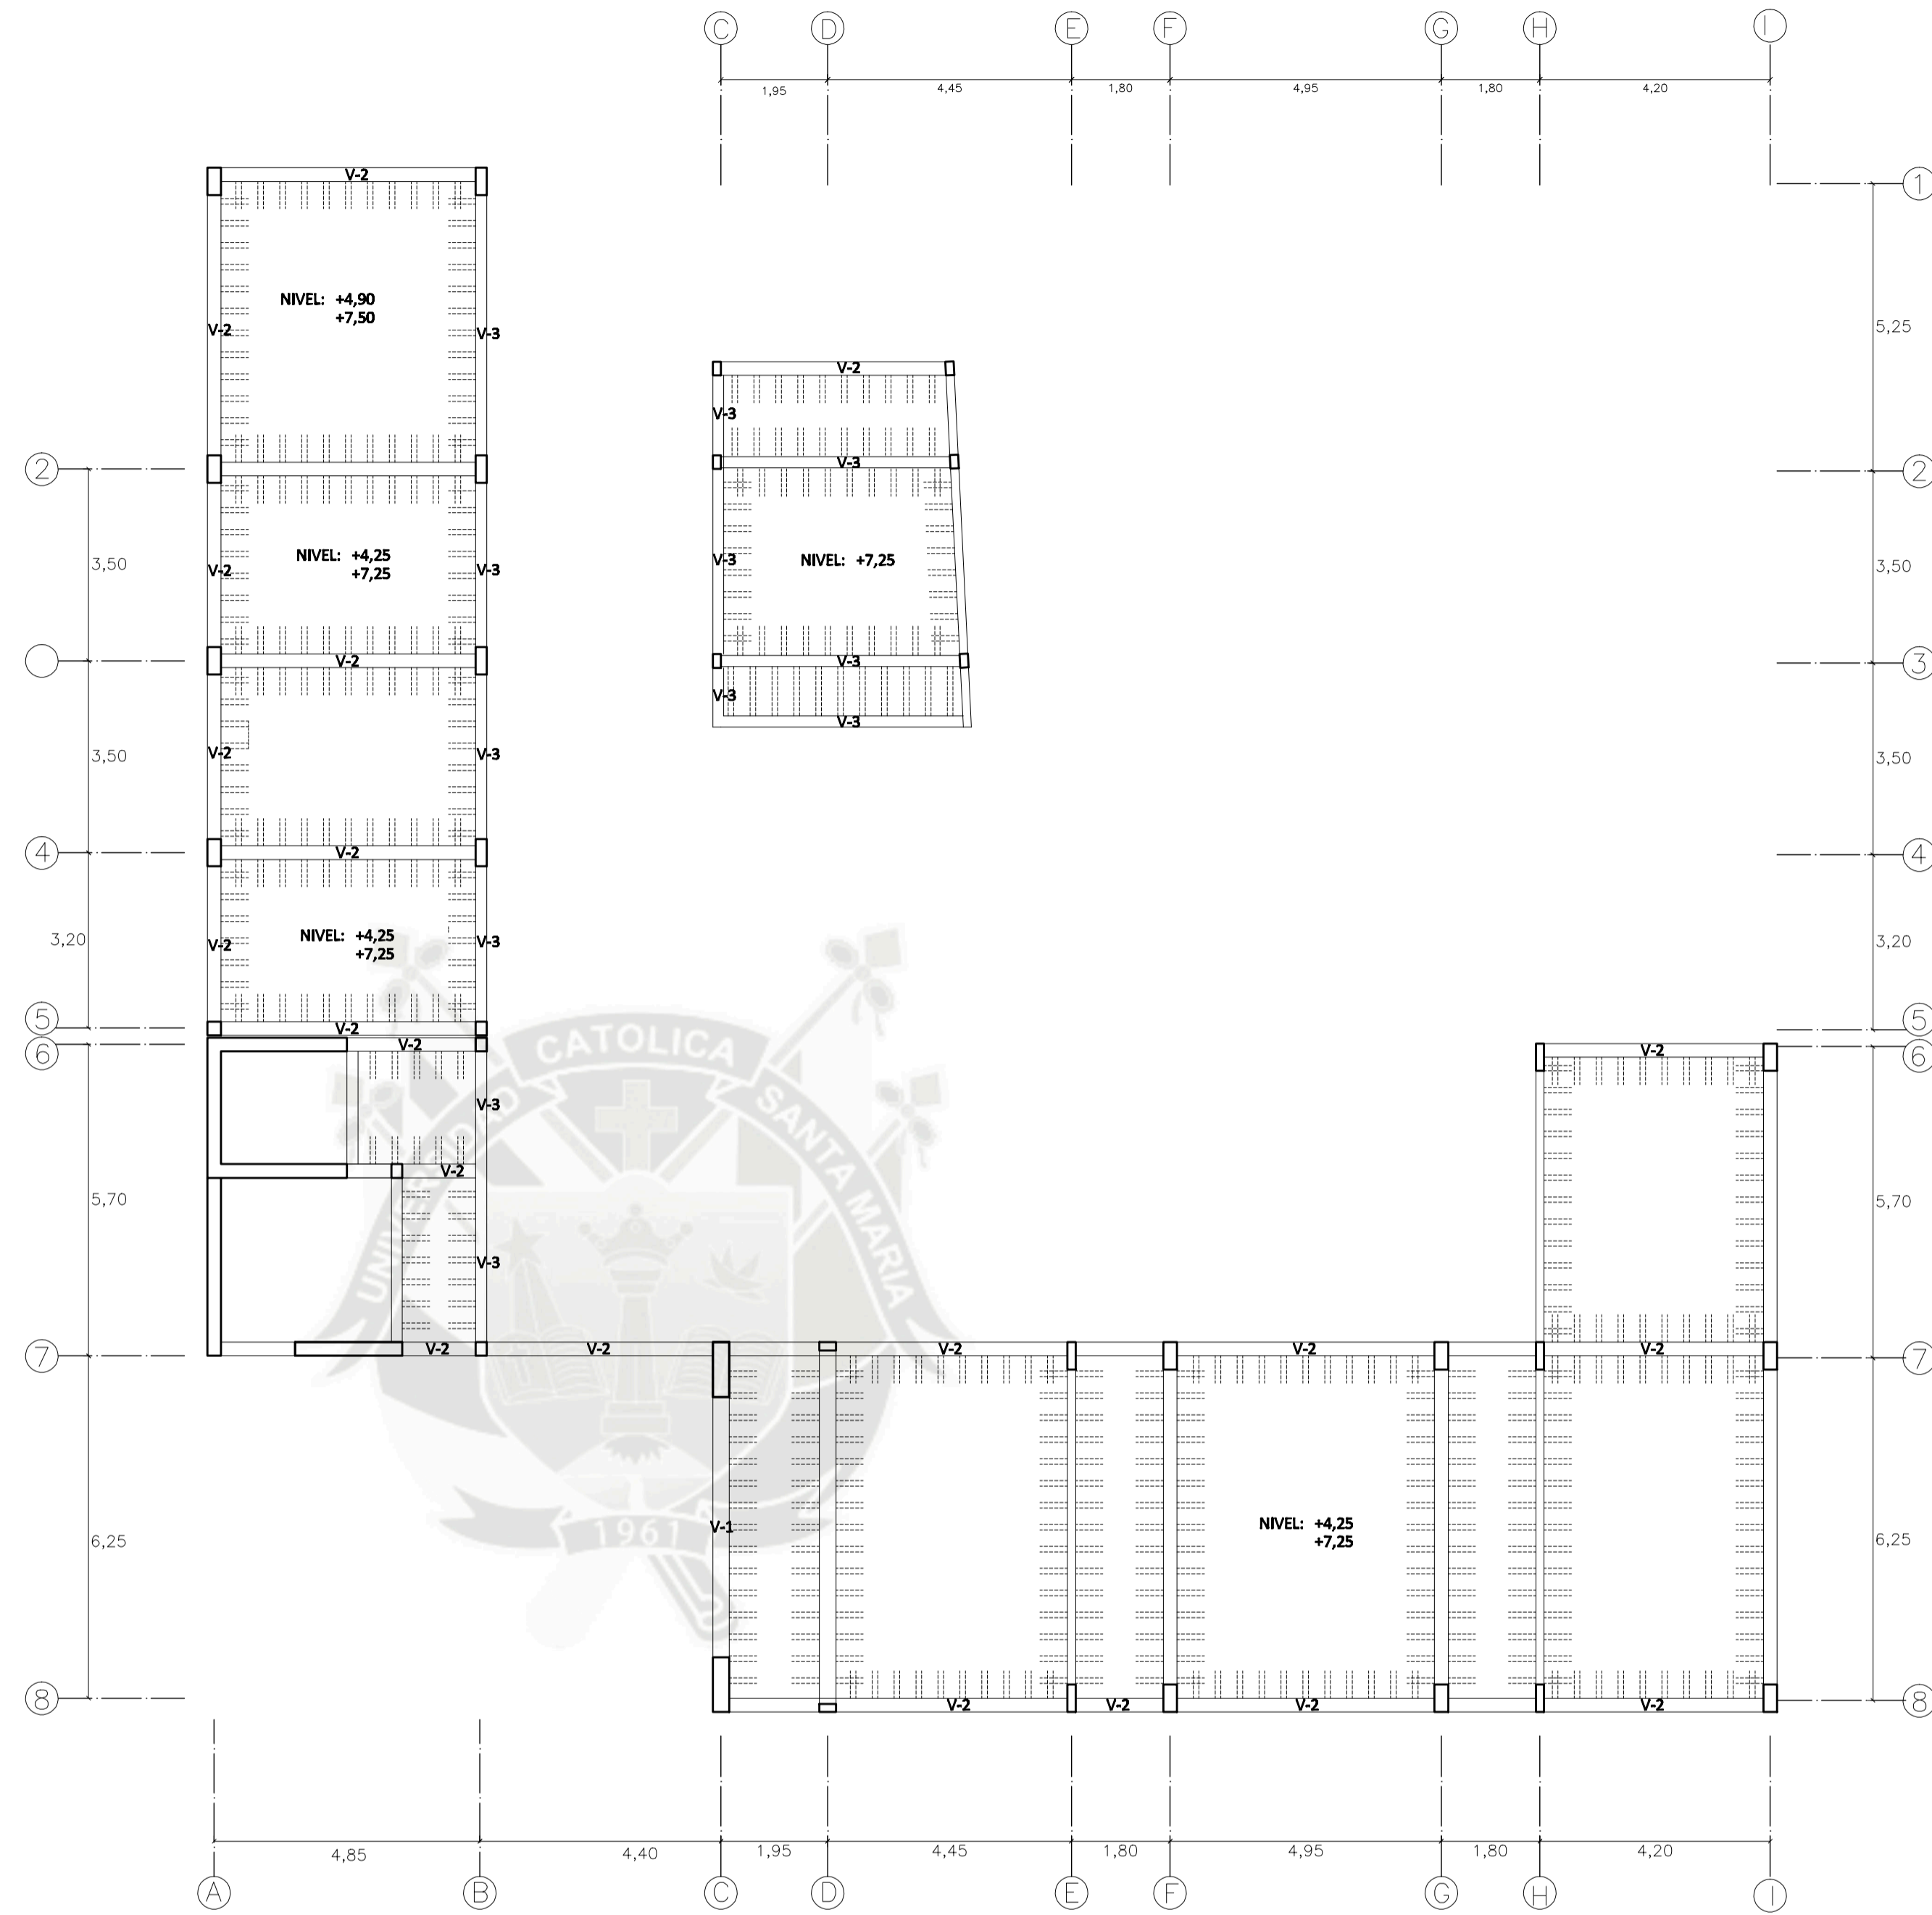 C D E F G H I
1,95 4,45 1,80 4,95 1,80 4,20
1
V-2
NIVEL: +4,90
+7,50
V-2 V-3
5,25
V-2
V-3
2 2
V-3
3,50 NIVEL: +4,25
+7,25
V-2 V-3
V-3 NIVEL: +7,25
3,50
V-2 V-3 3
V-3
V-3
3,50 V-2 V-3 3,50
4 V-2 4
3,20 V-2 NIVEL: +4,25
+7,25
V-3 3,20
5 V-2 5
6 V-2 V-2 6
CATOLICA
UNIVERSIDAD SANTA MARIA
V-3
V-2
5,70 5,70
V-3
7 V-2 V-2 V-2 V-2 V-2 7
6,25 V-1 1961 NIVEL: +4,25
+7,25
6,25
8 V-2 V-2 V-2 V-2 8
4,85 4,40 1,95 4,45 1,80 4,95 1,80 4,20
A B C D E F G H I